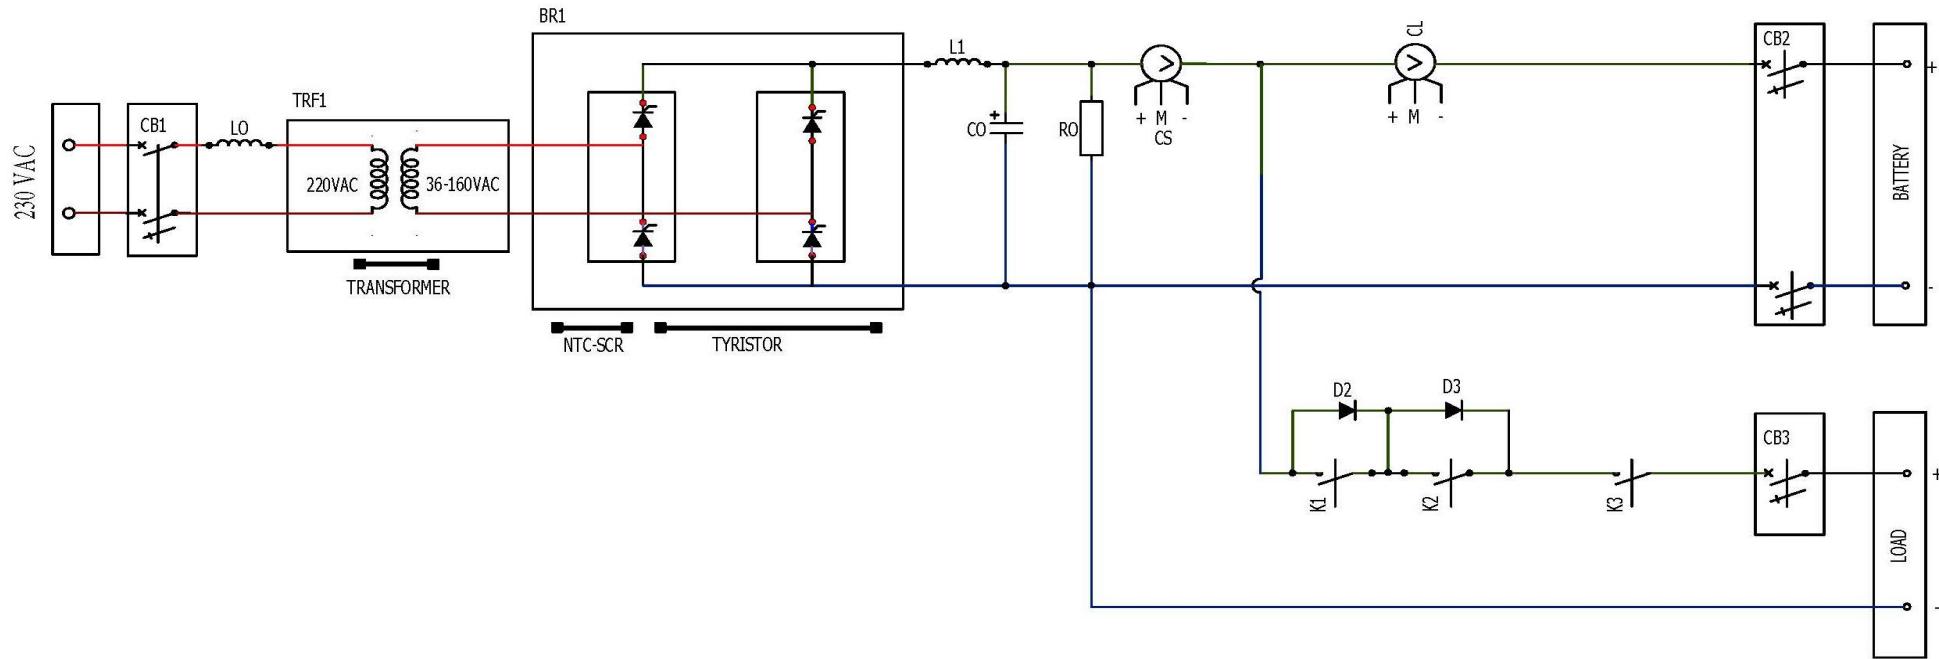 BR1
230 VAC
CB1
LO
TRF1
220VAC
36-160VAC
TRANSFORMER
NTC-SCR
TYRISTOR
L1
+
CO
RO
+ M -
CS
CL
+ M -
CB2
+
BATTERY
-
D2
D3
K1
K2
K3
CB3
+
LOAD
-